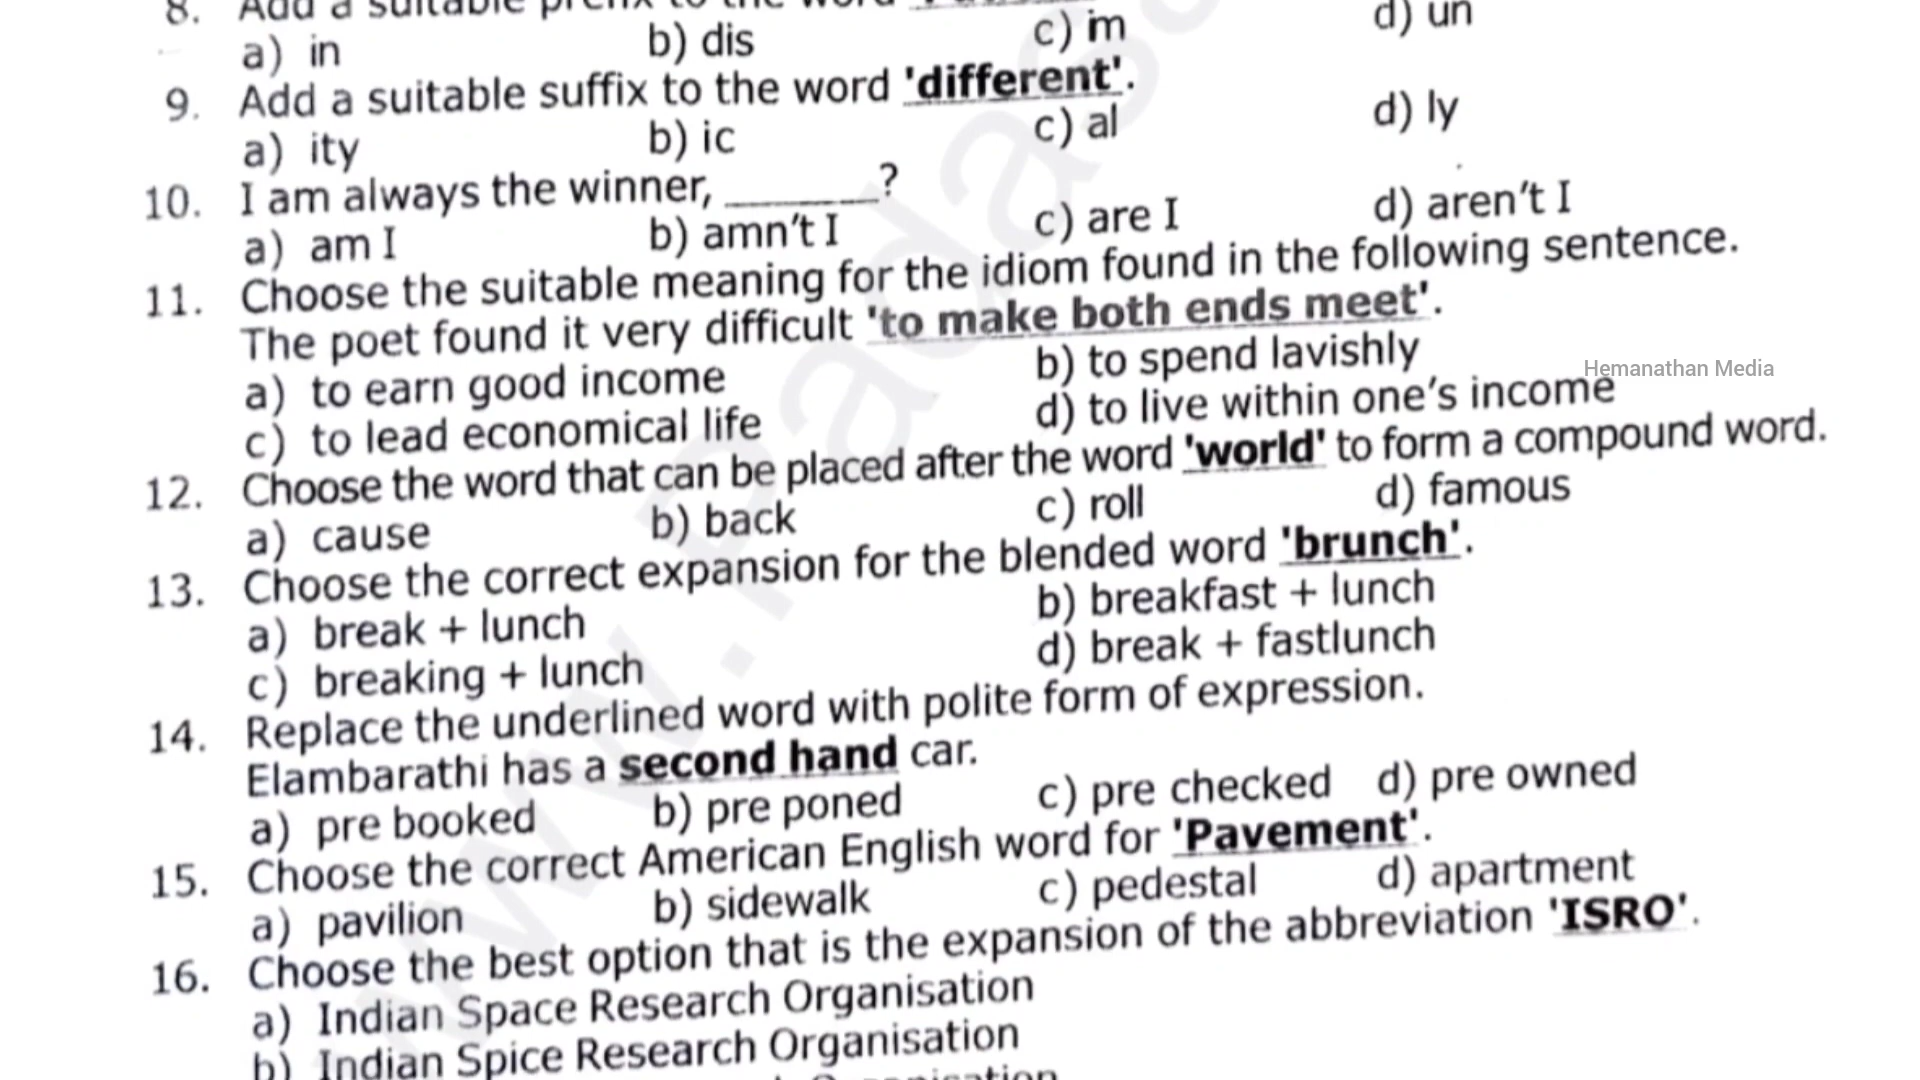 8. Add a suitable prefix to the word
a) in b) dis c) im d) un
9. Add a suitable suffix to the word 'different'.
a) ity b) ic c) al d) ly
10. I am always the winner, _______?
a) am I b) amn't I c) are I d) aren't I
11. Choose the suitable meaning for the idiom found in the following sentence.
The poet found it very difficult 'to make both ends meet'.
a) to earn good income b) to spend lavishly
Hemanathan Media
c) to lead economical life d) to live within one's income
12. Choose the word that can be placed after the word 'world' to form a compound word.
a) cause b) back c) roll d) famous
13. Choose the correct expansion for the blended word 'brunch'.
a) break + lunch b) breakfast + lunch
c) breaking + lunch d) break + fastlunch
14. Replace the underlined word with polite form of expression.
Elambarathi has a second hand car.
a) pre booked b) pre poned c) pre checked d) pre owned
15. Choose the correct American English word for 'Pavement'.
a) pavilion b) sidewalk c) pedestal d) apartment
16. Choose the best option that is the expansion of the abbreviation 'ISRO'.
a) Indian Space Research Organisation
b) Indian Spice Research Organisation